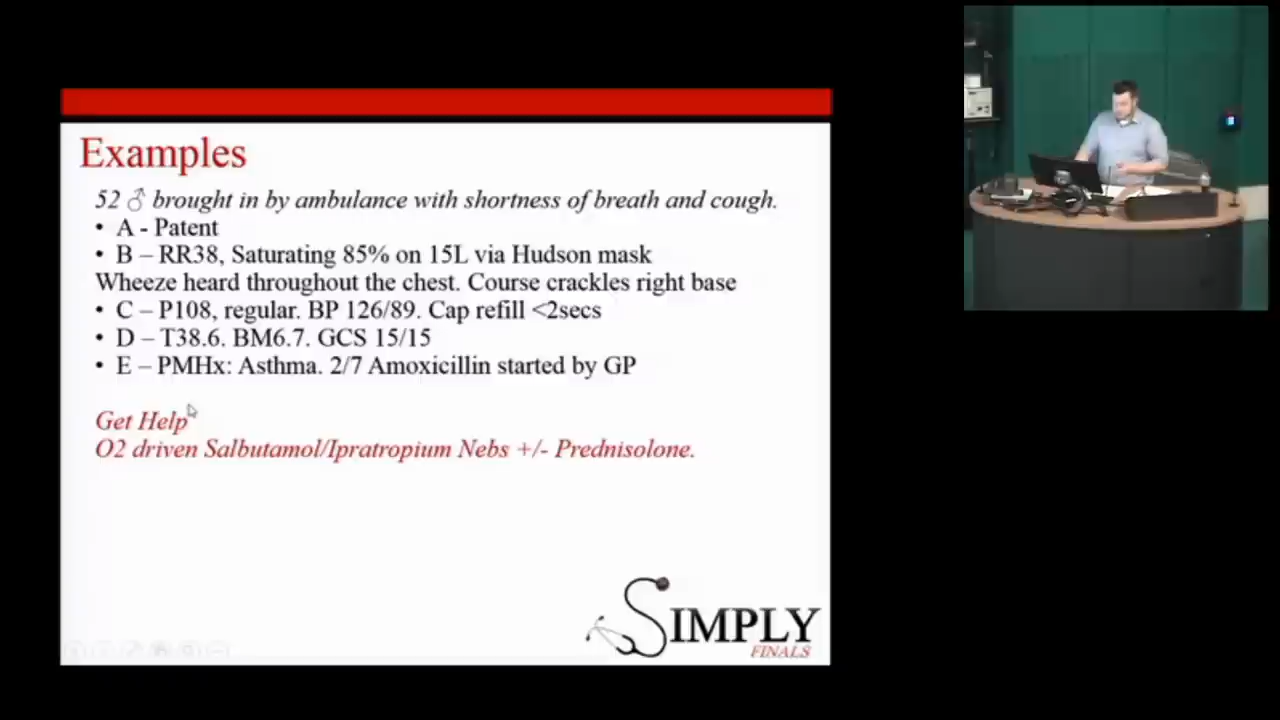 Examples
52 ♂ brought in by ambulance with shortness of breath and cough.
• A - Patent
• B – RR38, Saturating 85% on 15L via Hudson mask
Wheeze heard throughout the chest. Course crackles right base
• C – P108, regular. BP 126/89. Cap refill <2secs
• D – T38.6. BM6.7. GCS 15/15
• E – PMHx: Asthma. 2/7 Amoxicillin started by GP
Get Help
O2 driven Salbutamol/Ipratropium Nebs +/- Prednisolone.
SIMPLY
FINALS